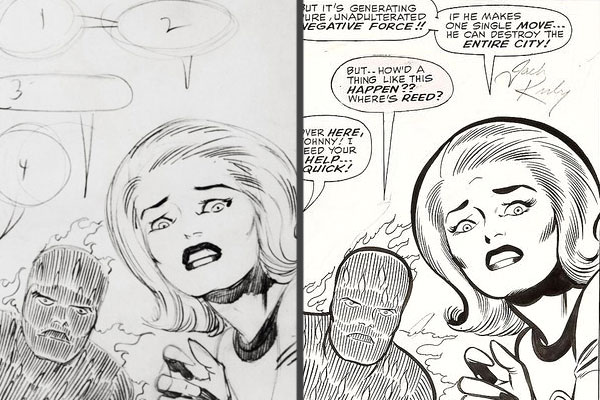 1
2
3
4
BUT IT'S GENERATING
PURE, UNADULTERATED
NEGATIVE FORCE!!
IF HE MAKES
ONE SINGLE MOVE...
HE CAN DESTROY THE
ENTIRE CITY!
Jack
Kirby
BUT.. HOW'D A
THING LIKE THIS
HAPPEN??
WHERE'S REED?
OVER HERE,
JOHNNY! I
NEED YOUR
HELP...
QUICK!